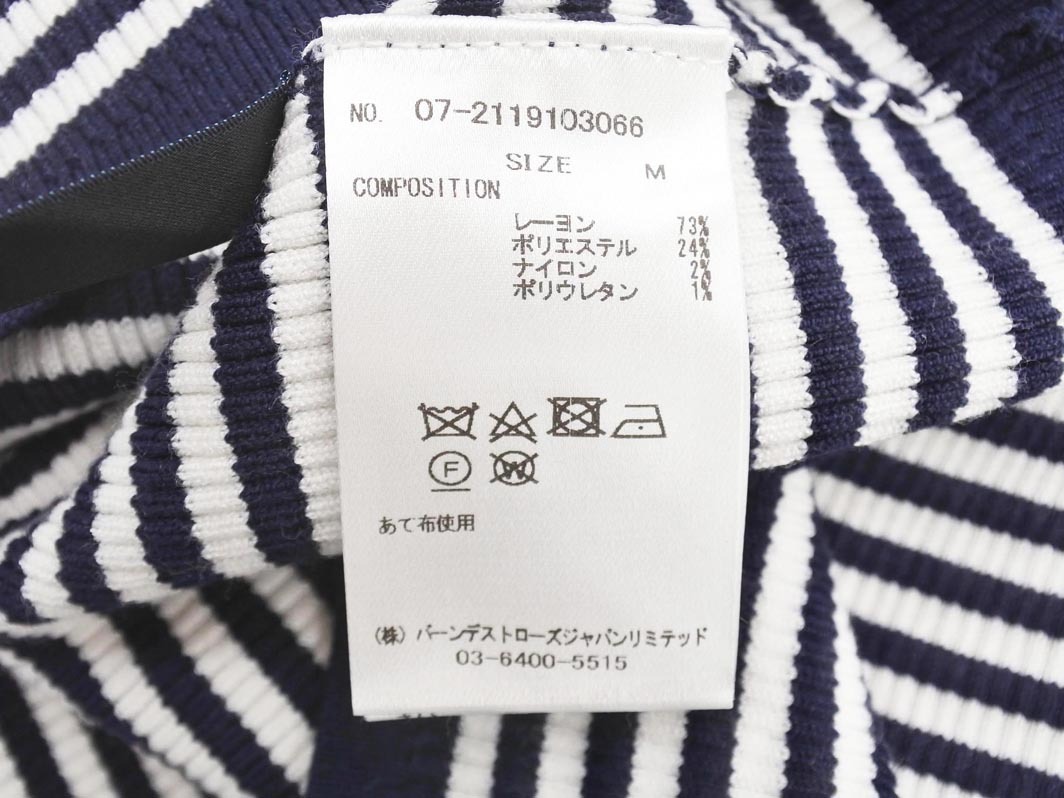 NO. 07-2119103066
SIZE M
COMPOSITION
レーヨン 73%
ポリエステル 24%
ナイロン 2%
ポリウレタン 1%
F
W
あて布使用
(株) バーンデストローズジャパンリミテッド
03-6400-5515